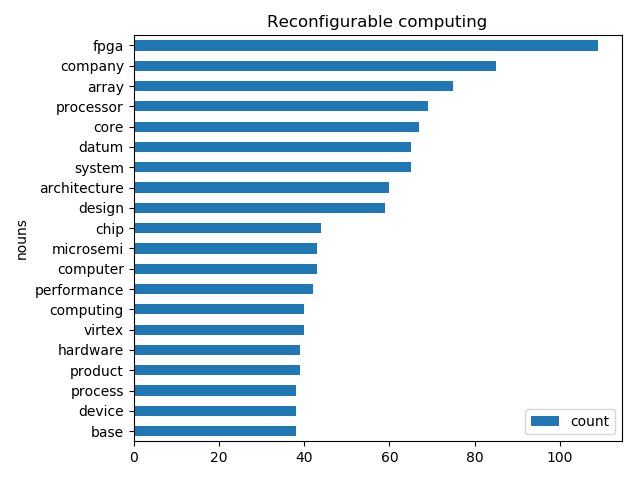 Reconfigurable computing
fpga
company
array
processor
core
datum
system
architecture
design
chip
microsemi
computer
performance
computing
virtex
hardware
product
process
device
base
nouns
count
0 20 40 60 80 100